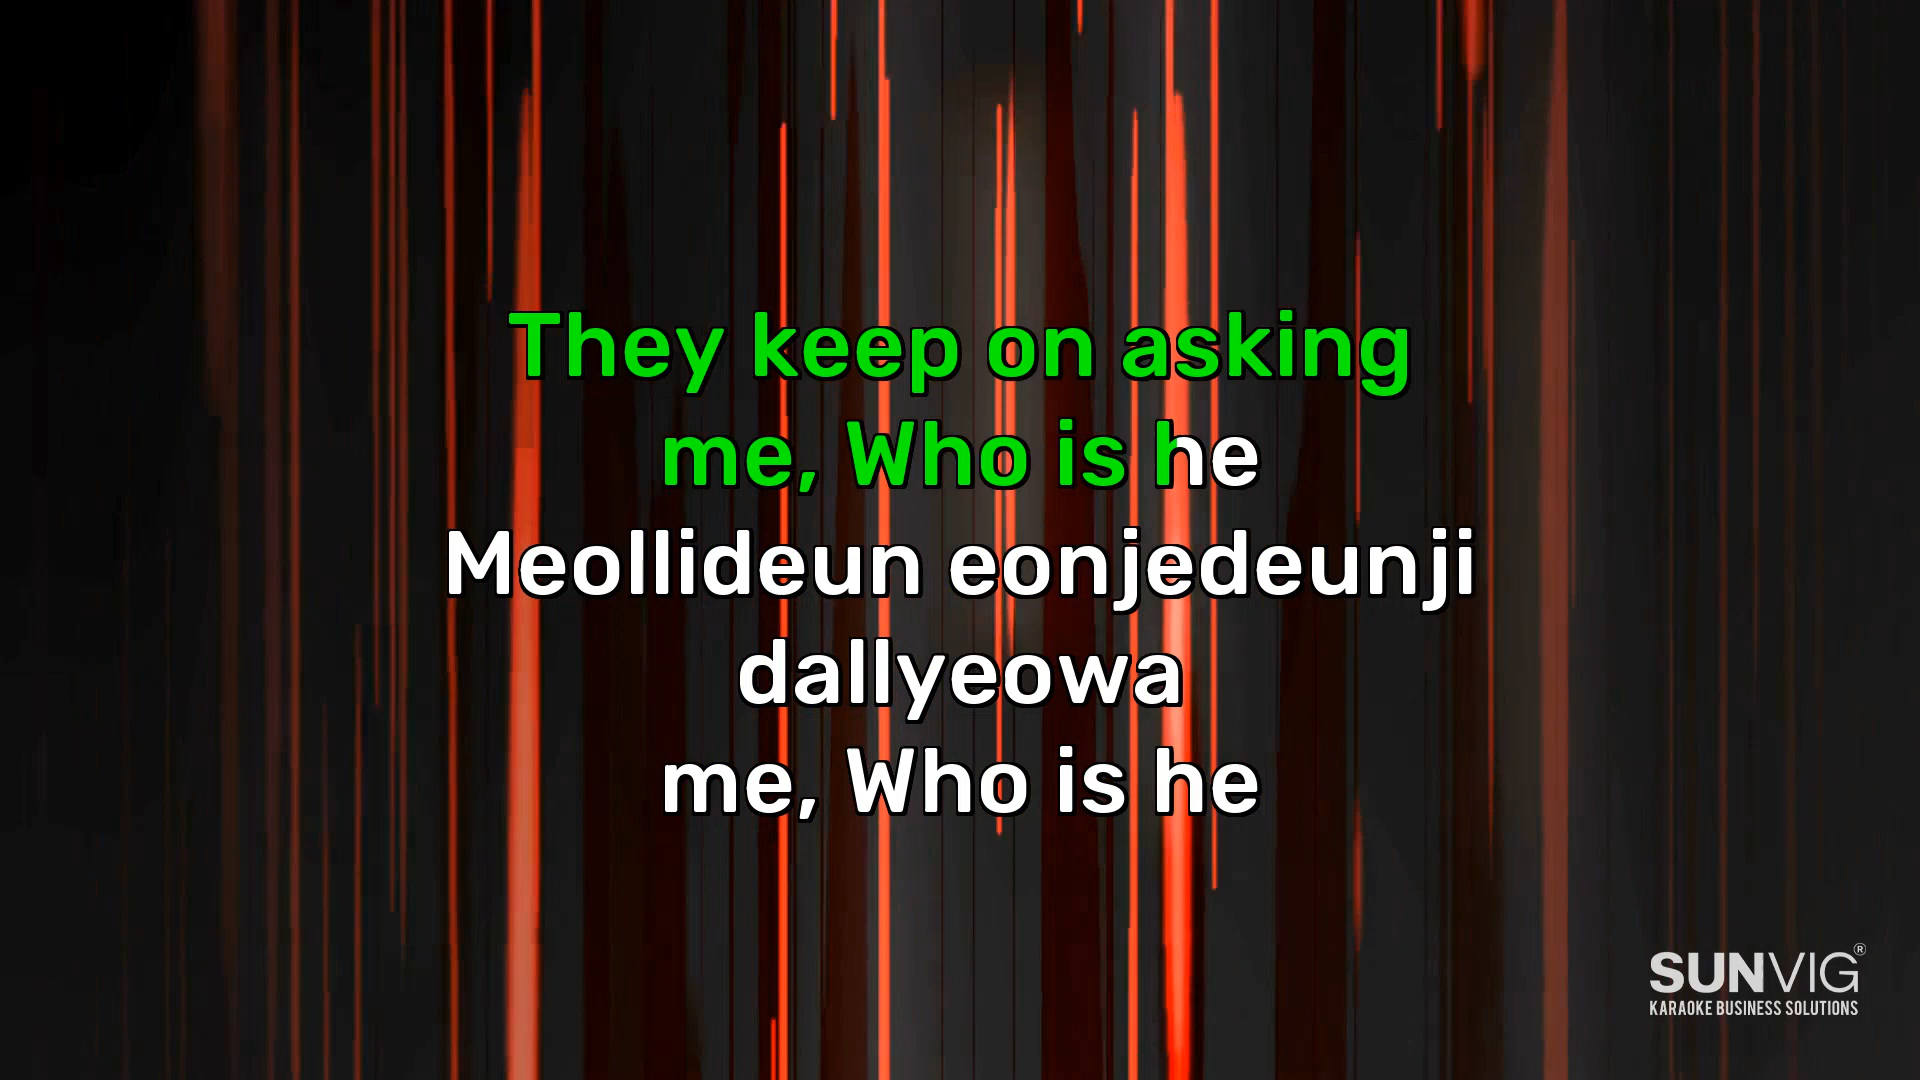 They keep on asking
me, Who is he
Meollideun eonjedeunji
dallyeowa
me, Who is he
SUNVIG®
KARAOKE BUSINESS SOLUTIONS